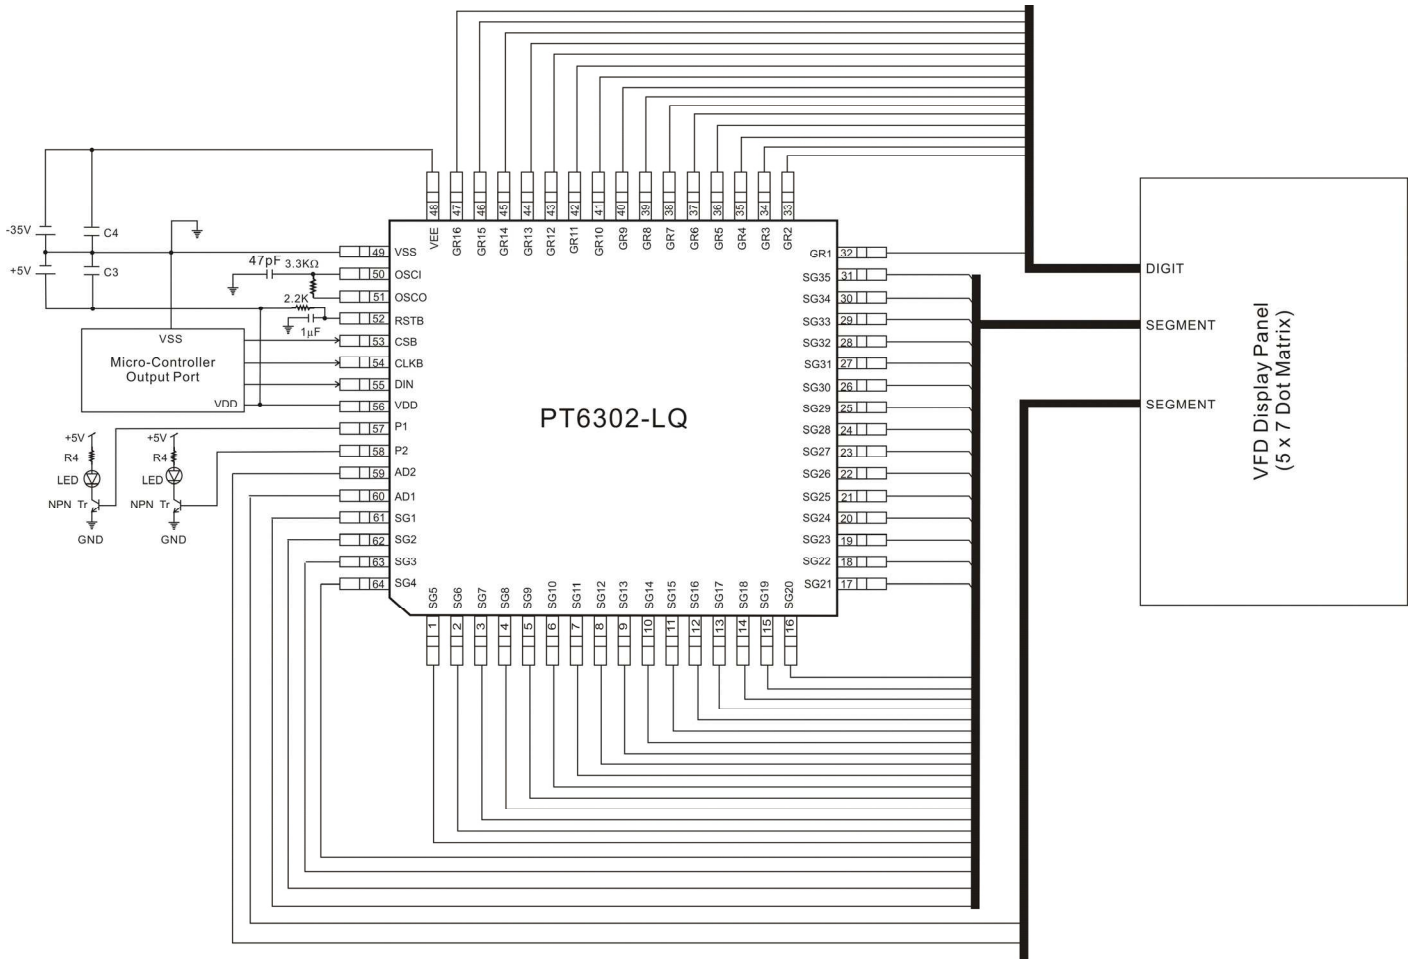 48 47 46 45 44 43 42 41 40 39 38 37 36 35 34 33
VEE GR16 GR15 GR14 GR13 GR12 GR11 GR10 GR9 GR8 GR7 GR6 GR5 GR4 GR3 GR2
-35V
C4
+5V
C3
47pF
3.3KΩ
2.2K
1μF
VSS
Micro-Controller
Output Port
VDD
+5V
R4
LED
NPN Tr
GND
+5V
R4
LED
NPN Tr
GND
49 VSS
50 OSCI
51 OSCO
52 RSTB
53 CSB
54 CLKB
55 DIN
56 VDD
57 P1
58 P2
59 AD2
60 AD1
61 SG1
62 SG2
63 SG3
64 SG4
PT6302-LQ
GR1 32
SG35 31
SG34 30
SG33 29
SG32 28
SG31 27
SG30 26
SG29 25
SG28 24
SG27 23
SG26 22
SG25 21
SG24 20
SG23 19
SG22 18
SG21 17
SG5 SG6 SG7 SG8 SG9 SG10 SG11 SG12 SG13 SG14 SG15 SG16 SG17 SG18 SG19 SG20
1 2 3 4 5 6 7 8 9 10 11 12 13 14 15 16
DIGIT
SEGMENT
SEGMENT
VFD Display Panel
(5 x 7 Dot Matrix)